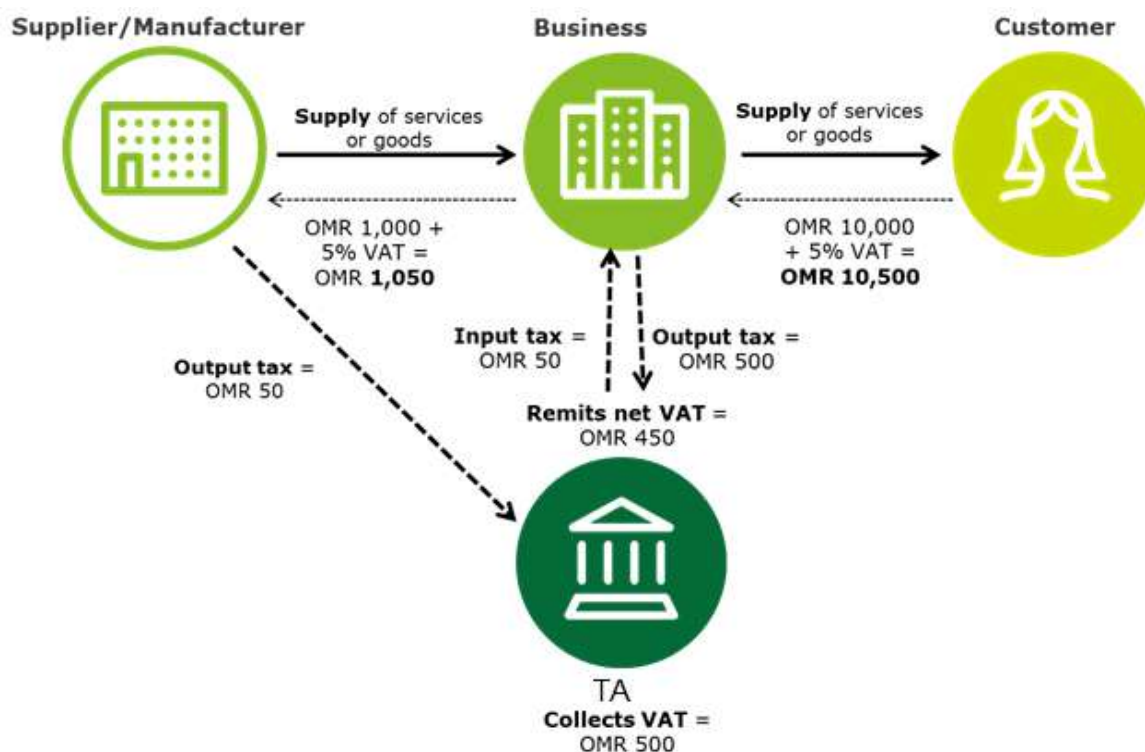 Supplier/Manufacturer
Business
Customer
Supply of services
or goods
Supply of services
or goods
OMR 1,000 +
5% VAT =
OMR 1,050
OMR 10,000
+ 5% VAT =
OMR 10,500
Output tax =
OMR 50
Input tax =
OMR 50
Output tax =
OMR 500
Remits net VAT =
OMR 450
TA
Collects VAT =
OMR 500